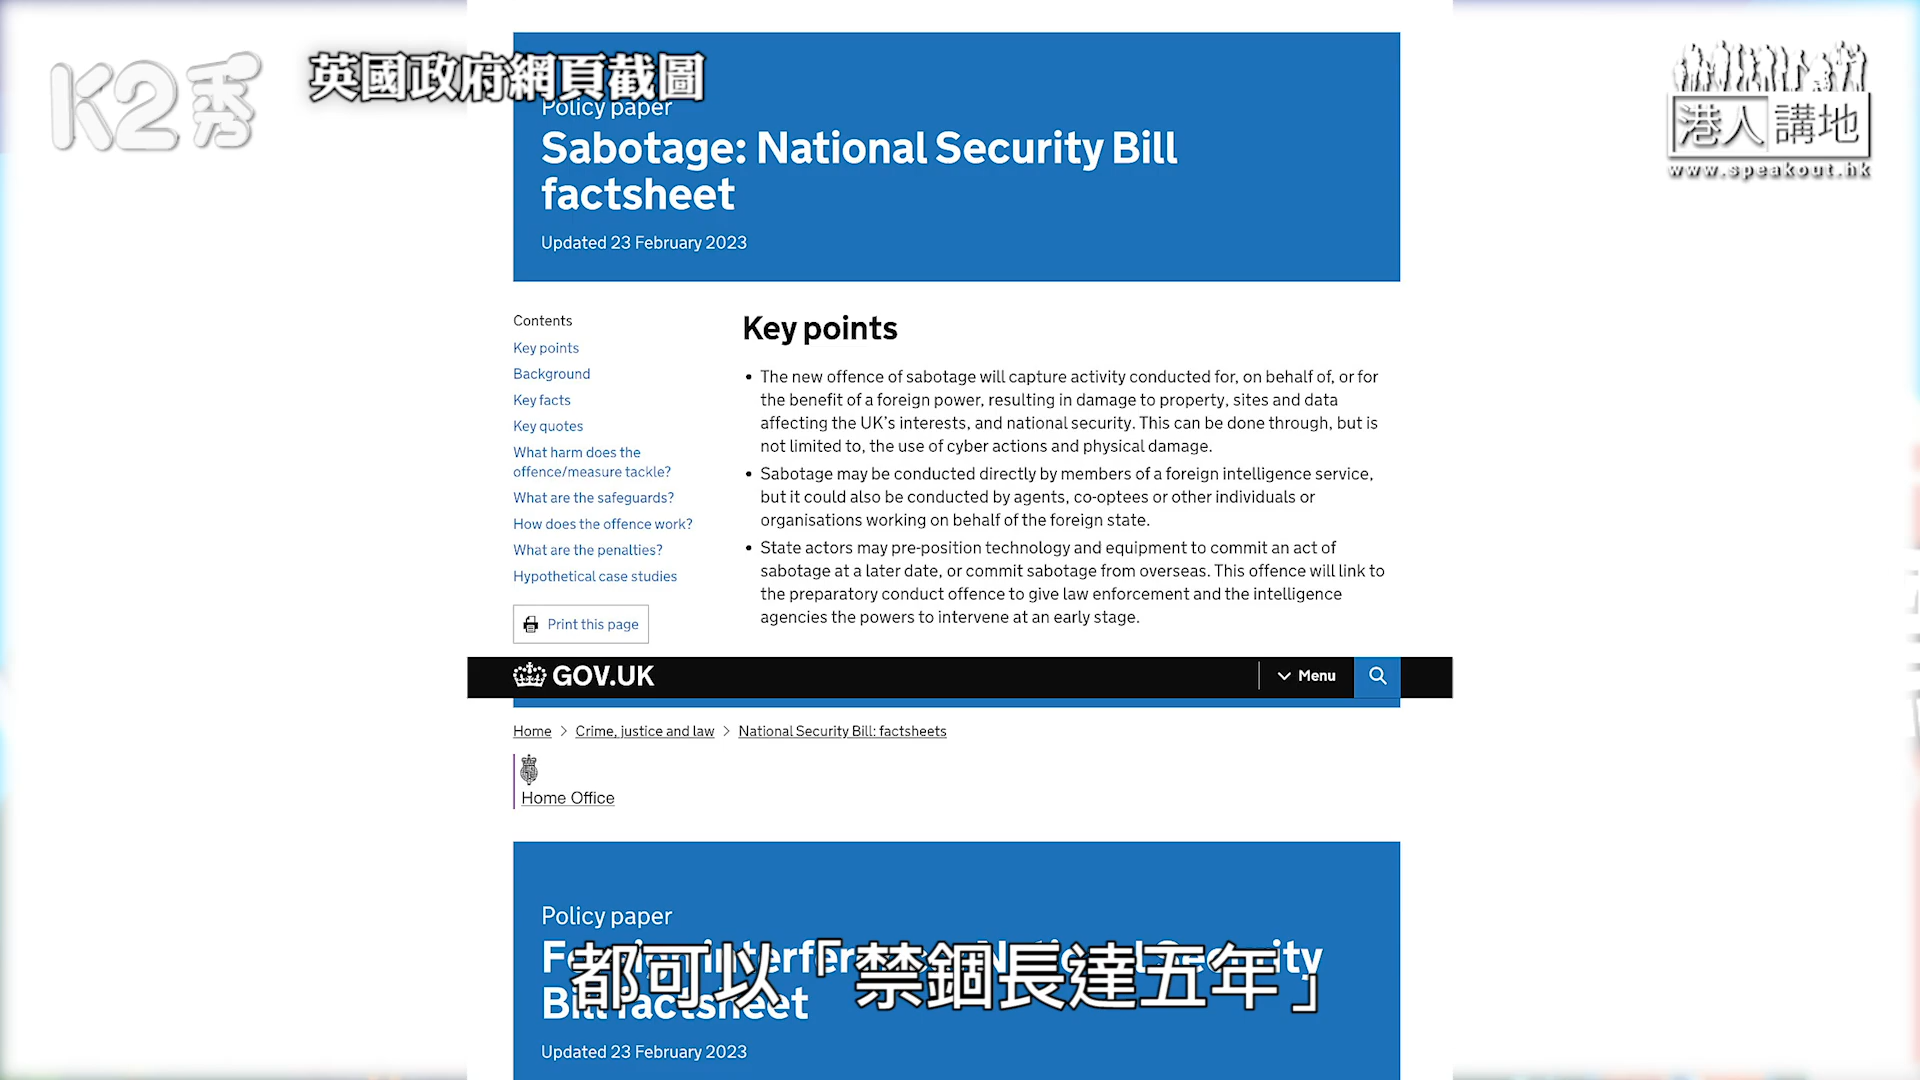 K2秀
英國政府網頁截圖
港人講地
www.speakout.hk
Policy paper
Sabotage: National Security Bill
factsheet
Updated 23 February 2023
Contents
Key points
Background
Key facts
Key quotes
What harm does the
offence/measure tackle?
What are the safeguards?
How does the offence work?
What are the penalties?
Hypothetical case studies
Print this page
Key points
• The new offence of sabotage will capture activity conducted for, on behalf of, or for
the benefit of a foreign power, resulting in damage to property, sites and data
affecting the UK's interests, and national security. This can be done through, but is
not limited to, the use of cyber actions and physical damage.
• Sabotage may be conducted directly by members of a foreign intelligence service,
but it could also be conducted by agents, co-optees or other individuals or
organisations working on behalf of the foreign state.
• State actors may pre-position technology and equipment to commit an act of
sabotage at a later date, or commit sabotage from overseas. This offence will link to
the preparatory conduct offence to give law enforcement and the intelligence
agencies the powers to intervene at an early stage.
GOV.UK
Menu
Home > Crime, justice and law > National Security Bill: factsheets
Home Office
Policy paper
Foreign interference: National Security
Bill factsheet
都可以「禁錮長達五年」
Updated 23 February 2023